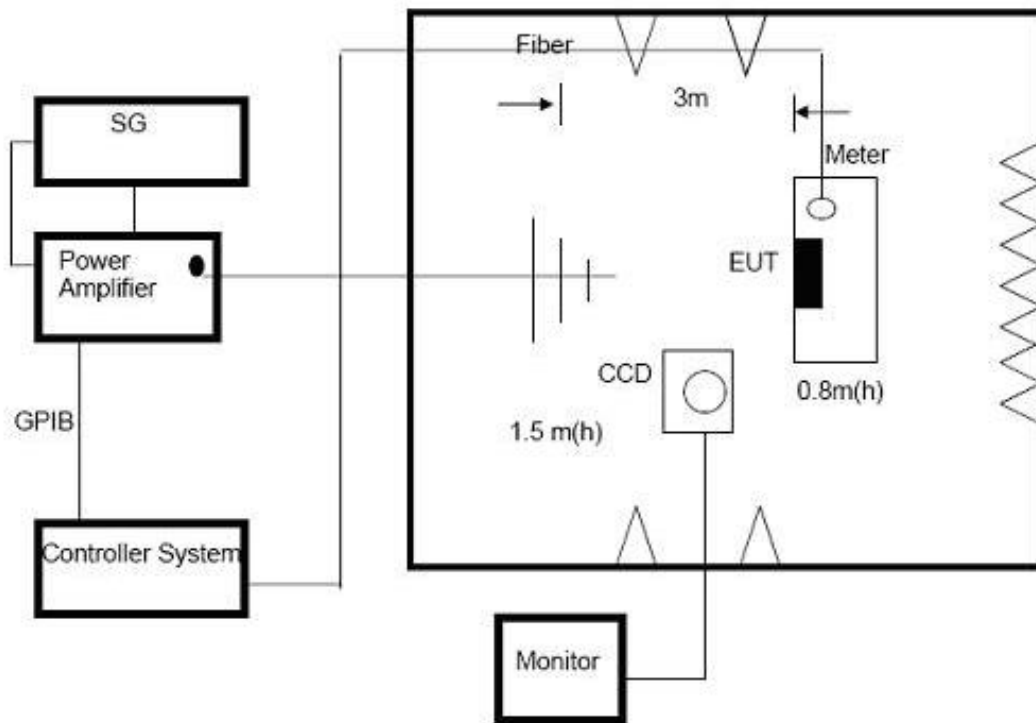 SG
Power
Amplifier
GPIB
Controller System
Fiber
3m
Meter
EUT
CCD
0.8m(h)
1.5 m(h)
Monitor